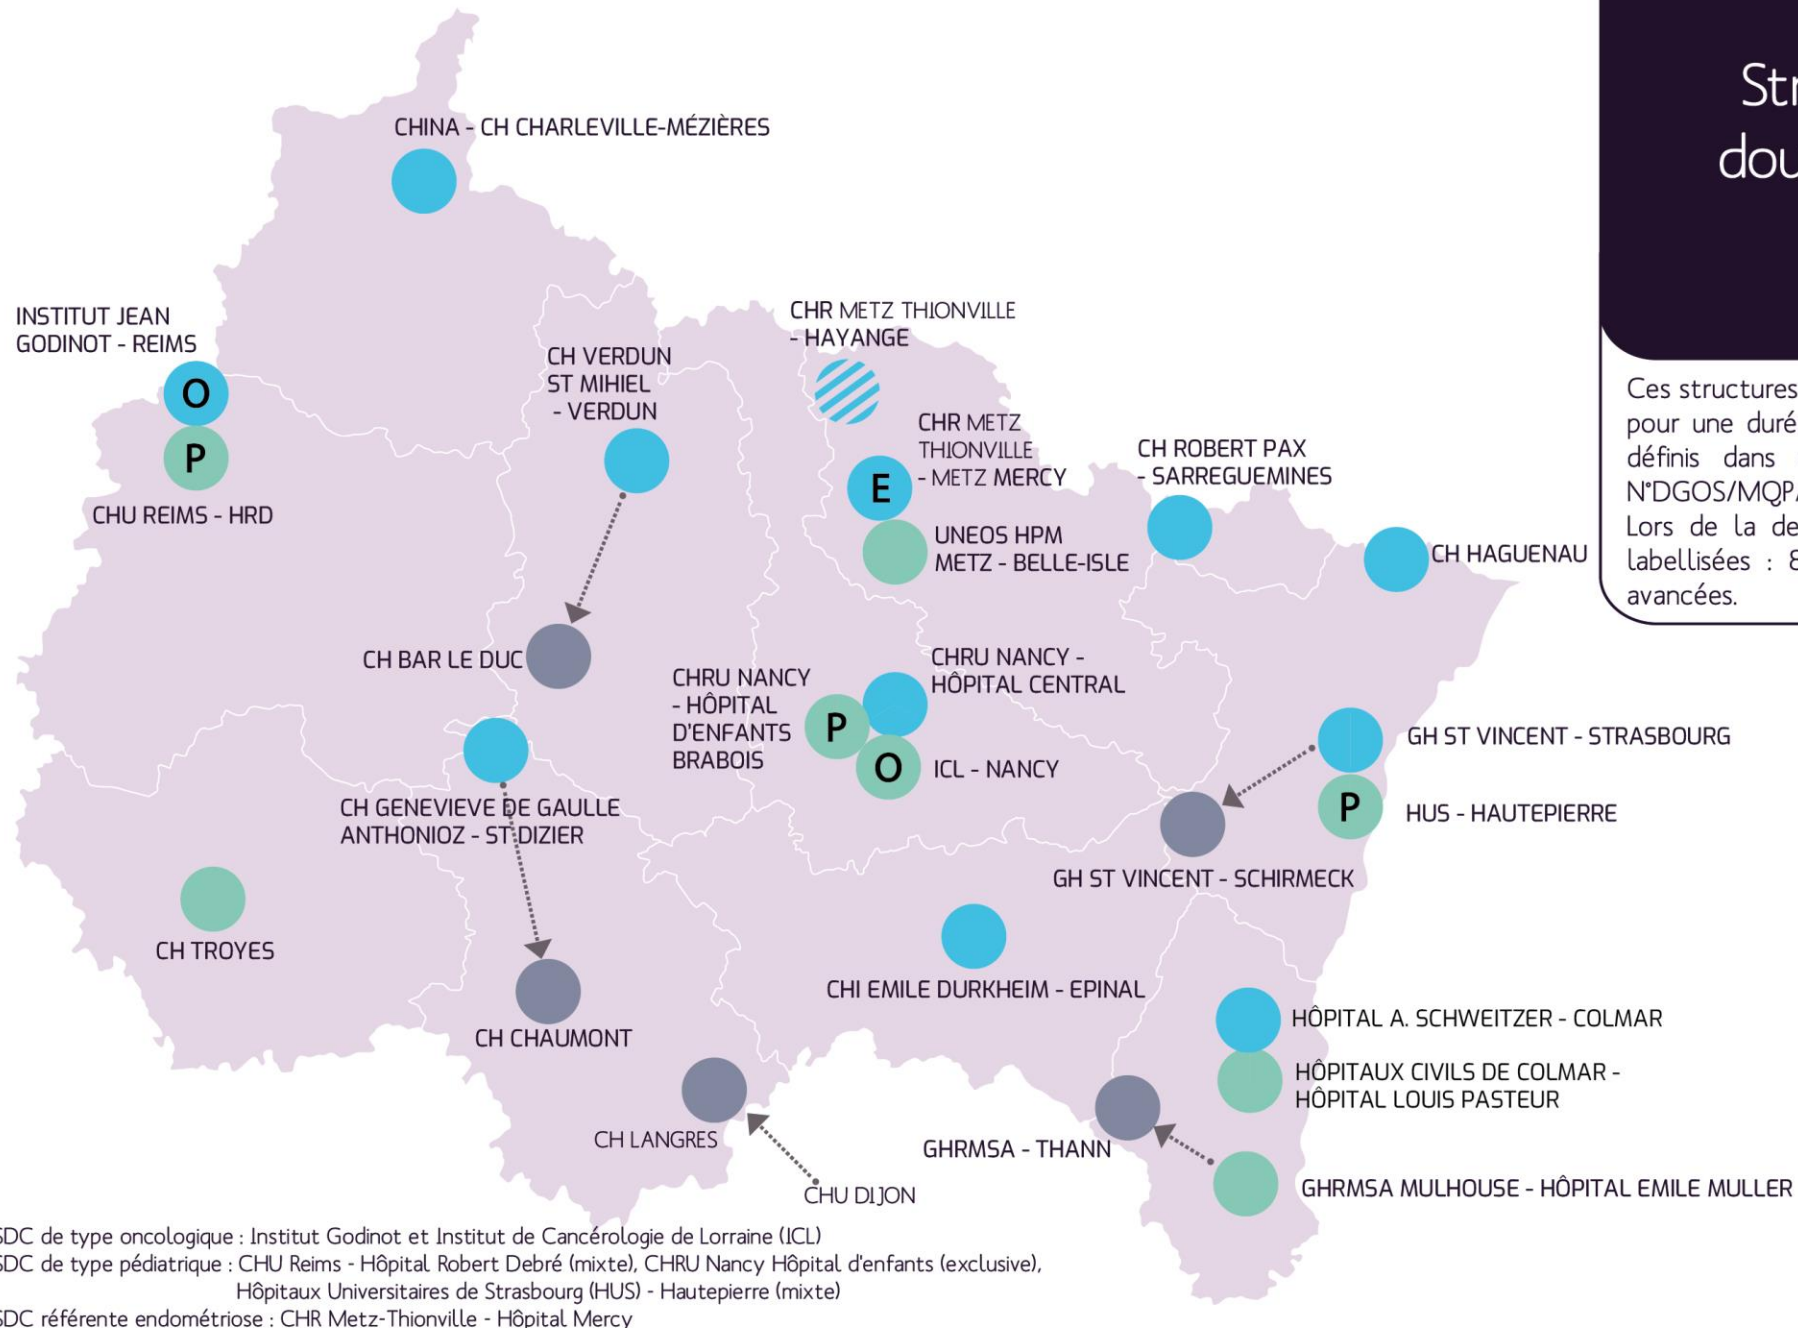 CHINA - CH CHARLEVILLE-MÉZIÈRES
INSTITUT JEAN
GODINOT - REIMS
O
P
CHU REIMS - HRD
CH VERDUN
ST MIHIEL
- VERDUN
CHR METZ THIONVILLE
- HAYANGE
CHR METZ
THIONVILLE
- METZ MERCY
E
UNEOS HPM
METZ - BELLE-ISLE
CH ROBERT PAX
- SARREGUEMINES
CH HAGUENAU
CH BAR LE DUC
CHRU NANCY
- HÔPITAL
D'ENFANTS
BRABOIS
P
CHRU NANCY -
HÔPITAL CENTRAL
O
ICL - NANCY
GH ST VINCENT - STRASBOURG
P
HUS - HAUTEPIERRE
CH GENEVIEVE DE GAULLE
ANTHONIOZ - ST DIZIER
GH ST VINCENT - SCHIRMECK
CH TROYES
CHI EMILE DURKHEIM - EPINAL
CH CHAUMONT
HÔPITAL A. SCHWEITZER - COLMAR
HÔPITAUX CIVILS DE COLMAR -
HÔPITAL LOUIS PASTEUR
CH LANGRES
GHRMSA - THANN
CHU DIJON
GHRMSA MULHOUSE - HÔPITAL EMILE MULLER
SDC de type oncologique : Institut Godinot et Institut de Cancérologie de Lorraine (ICL)
SDC de type pédiatrique : CHU Reims - Hôpital Robert Debré (mixte), CHRU Nancy Hôpital d'enfants (exclusive),
Hôpitaux Universitaires de Strasbourg (HUS) - Hautepierre (mixte)
SDC référente endométriose : CHR Metz-Thionville - Hôpital Mercy
Ces structures
pour une duré
définis dans
N°DGOS/MQPA
Lors de la de
labellisées : 8
avancées.